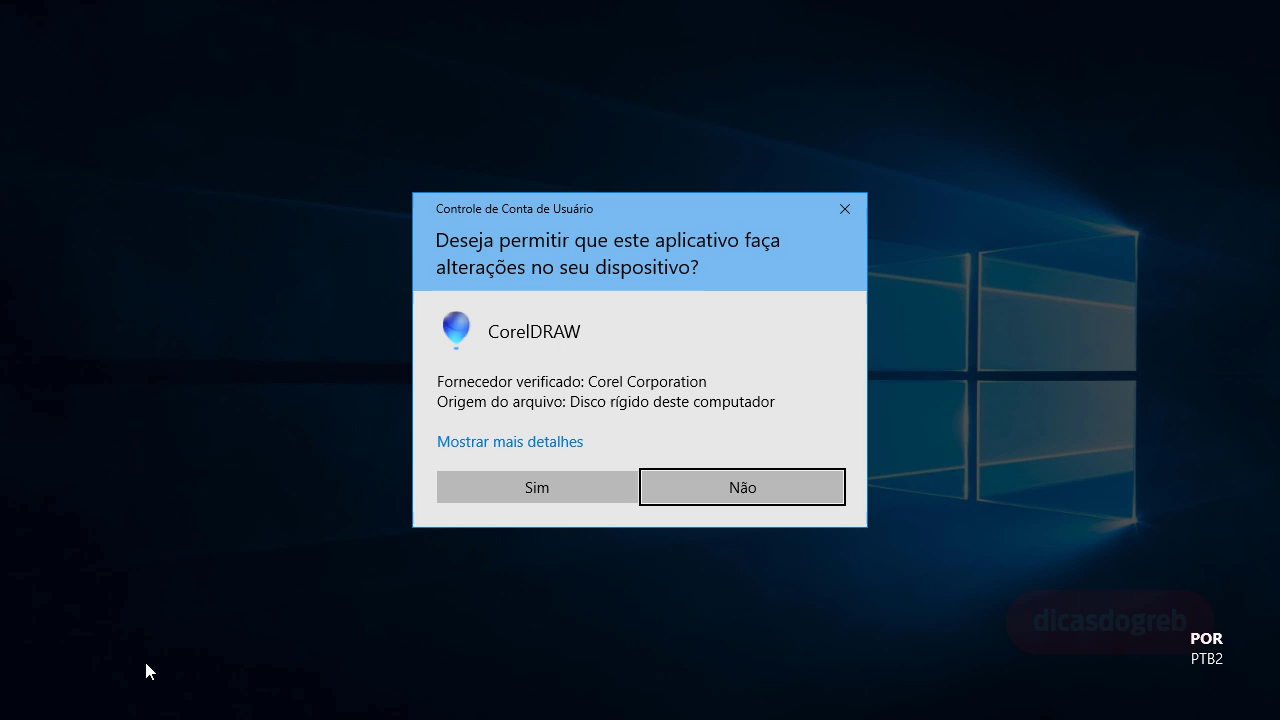 Controle de Conta de Usuário
Deseja permitir que este aplicativo faça
alterações no seu dispositivo?
CorelDRAW
Fornecedor verificado: Corel Corporation
Origem do arquivo: Disco rígido deste computador
Mostrar mais detalhes
Sim
Não
dicasdogreb
POR
PTB2